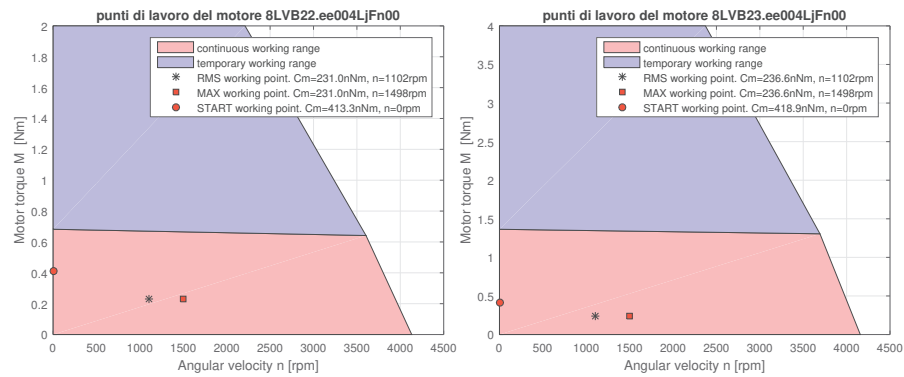 punti di lavoro del motore 8LVB22.ee004LjFn00
2
1.8
1.6
1.4
1.2
1
0.8
0.6
0.4
0.2
0
Motor torque M [Nm]
continuous working range
temporary working range
RMS working point. Cm=231.0nNm, n=1102rpm
MAX working point. Cm=231.0nNm, n=1498rpm
START working point. Cm=413.3nNm, n=0rpm
0 500 1000 1500 2000 2500 3000 3500 4000 4500
Angular velocity n [rpm]
punti di lavoro del motore 8LVB23.ee004LjFn00
4
3.5
3
2.5
2
1.5
1
0.5
0
Motor torque M [Nm]
continuous working range
temporary working range
RMS working point. Cm=236.6nNm, n=1102rpm
MAX working point. Cm=236.6nNm, n=1498rpm
START working point. Cm=418.9nNm, n=0rpm
0 500 1000 1500 2000 2500 3000 3500 4000 4500
Angular velocity n [rpm]